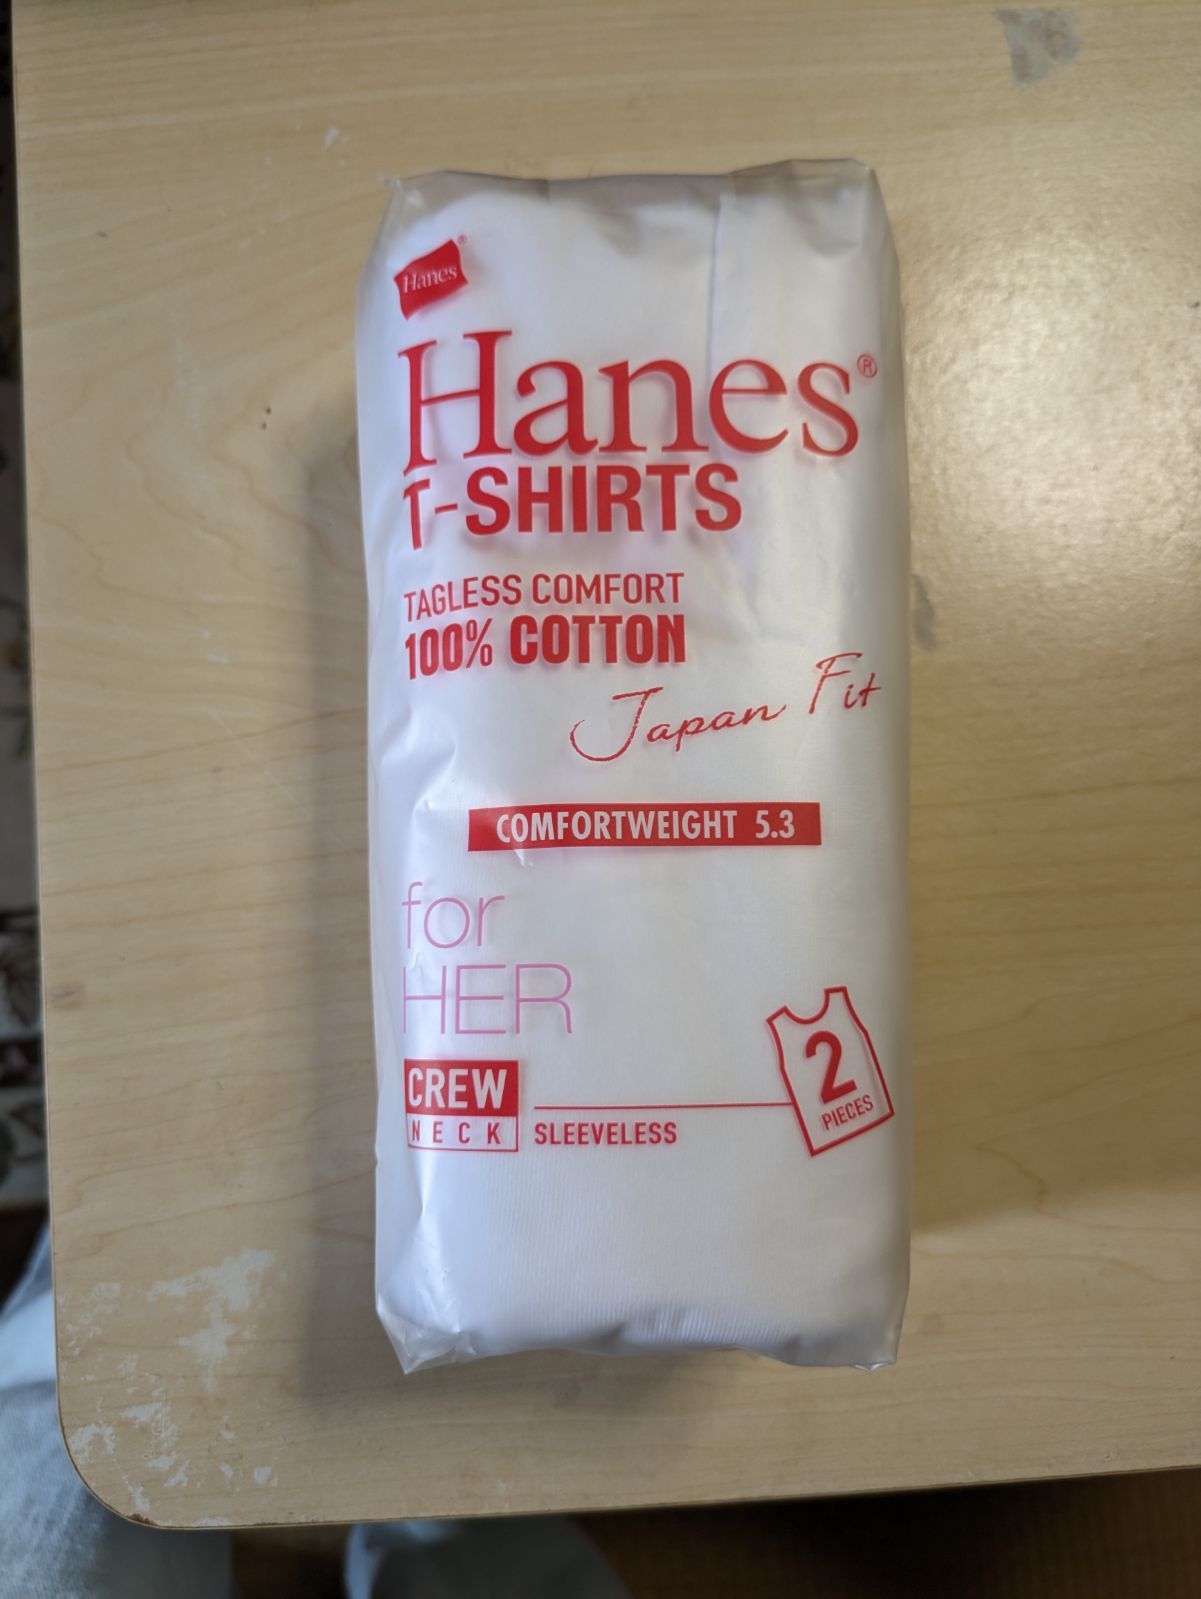 Hanes®
Hanes®
T-SHIRTS
TAGLESS COMFORT
100% COTTON
Japan Fit
COMFORTWEIGHT 5.3
for
HER
CREW
NECK SLEEVELESS
2
PIECES